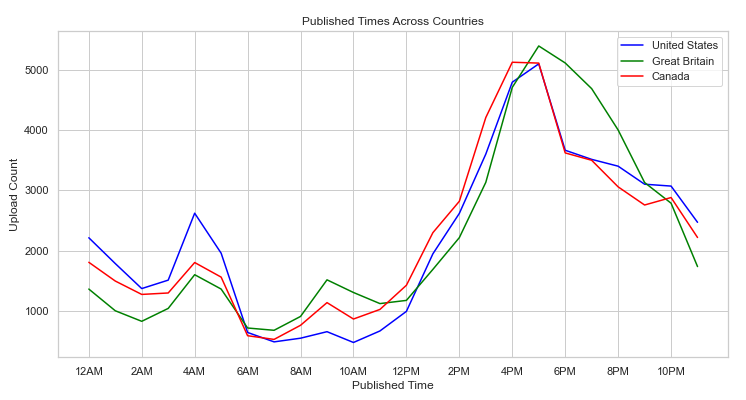 Published Times Across Countries
United States
Great Britain
Canada
Upload Count
5000
4000
3000
2000
1000
12AM 2AM 4AM 6AM 8AM 10AM 12PM 2PM 4PM 6PM 8PM 10PM
Published Time